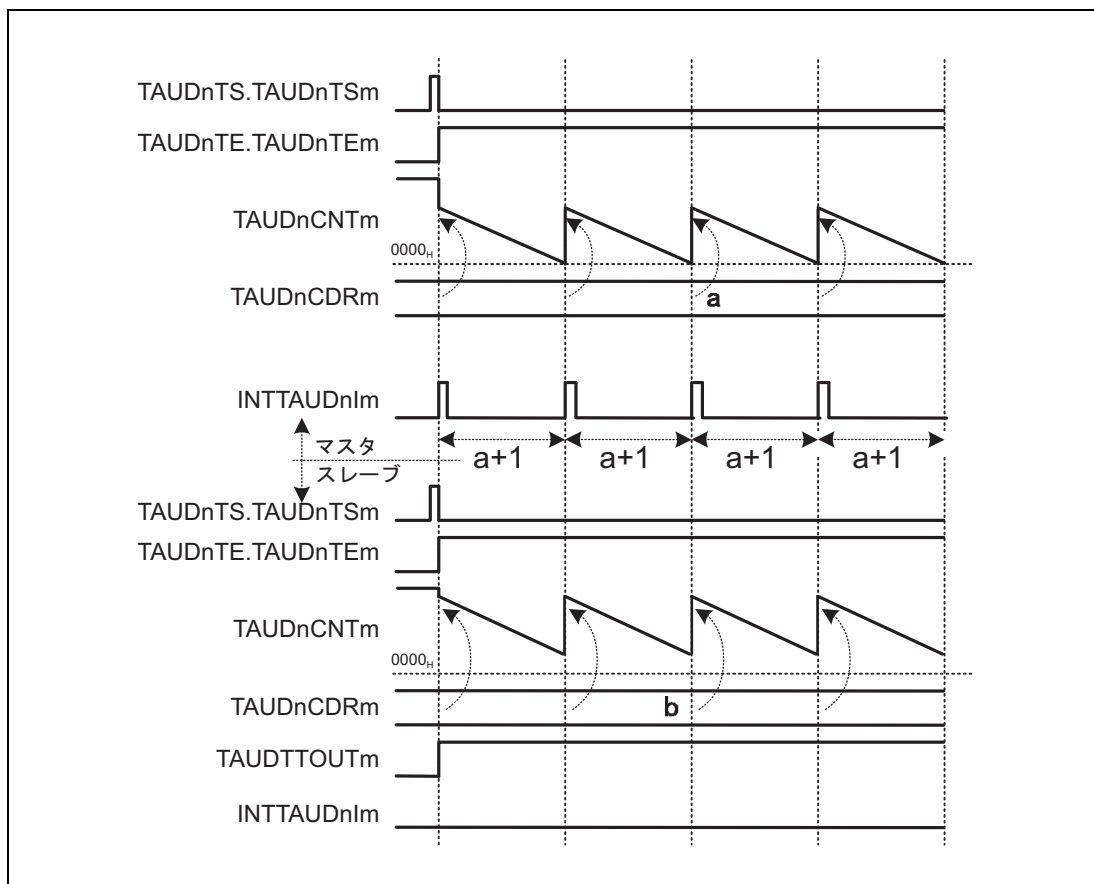 TAUDnTS.TAUDnTSm
TAUDnTE.TAUDnTEm
TAUDnCNTm
0000H
TAUDnCDRm
a
INTTAUDnIm
マスタ
スレーブ
a+1 a+1 a+1 a+1
TAUDnTS.TAUDnTSm
TAUDnTE.TAUDnTEm
TAUDnCNTm
0000H
TAUDnCDRm
b
TAUDTTOUTm
INTTAUDnIm